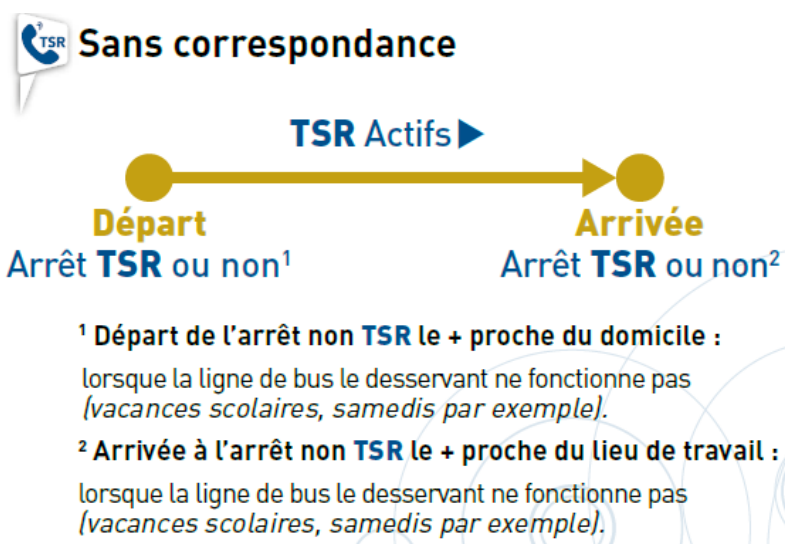 TSR
Sans correspondance
TSR Actifs
Départ
Arrêt TSR ou non¹
Arrivée
Arrêt TSR ou non²
¹ Départ de l'arrêt non TSR le + proche du domicile :
lorsque la ligne de bus le desservant ne fonctionne pas
(vacances scolaires, samedis par exemple).
² Arrivée à l'arrêt non TSR le + proche du lieu de travail :
lorsque la ligne de bus le desservant ne fonctionne pas
(vacances scolaires, samedis par exemple).